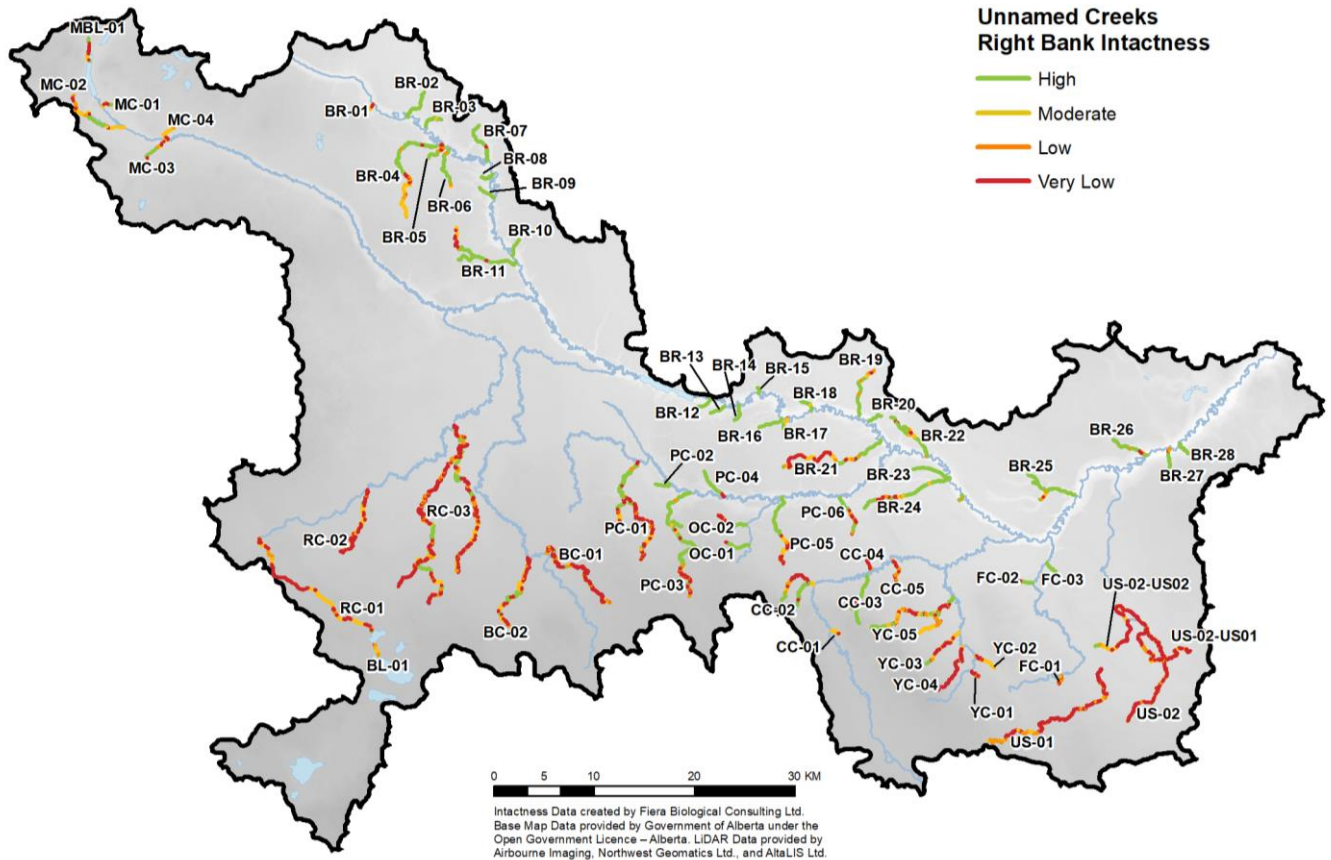 Unnamed Creeks
Right Bank Intactness
High
Moderate
Low
Very Low
MBL-01
MC-02
MC-01
MC-04
MC-03
BR-02
BR-01
BR-03
BR-07
BR-08
BR-04
BR-09
BR-06
BR-05
BR-10
BR-11
BR-13
BR-14
BR-15
BR-19
BR-12
BR-18
BR-20
BR-16
BR-17
BR-22
BR-26
BR-28
BR-27
PC-02
PC-04
BR-21
BR-23
BR-25
BR-24
RC-03
RC-02
PC-01
OC-02
PC-06
OC-01
PC-05
BC-01
CC-04
PC-03
CC-05
FC-02
FC-03
US-02-US02
RC-01
CC-02
CC-03
BC-02
YC-05
US-02-US01
CC-01
BL-01
YC-03
YC-02
FC-01
YC-04
YC-01
US-02
US-01
0 5 10 20 30 KM
Intactness Data created by Fiera Biological Consulting Ltd.
Base Map Data provided by Government of Alberta under the
Open Government Licence – Alberta. LiDAR Data provided by
Airbourne Imaging, Northwest Geomatics Ltd., and AltaLIS Ltd.